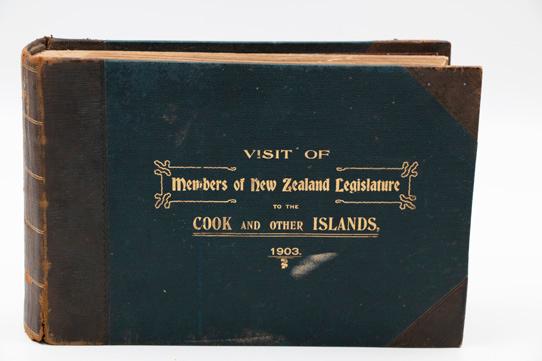 VISIT OF
Members of New Zealand Legislature
TO THE
COOK AND OTHER ISLANDS,
1903.